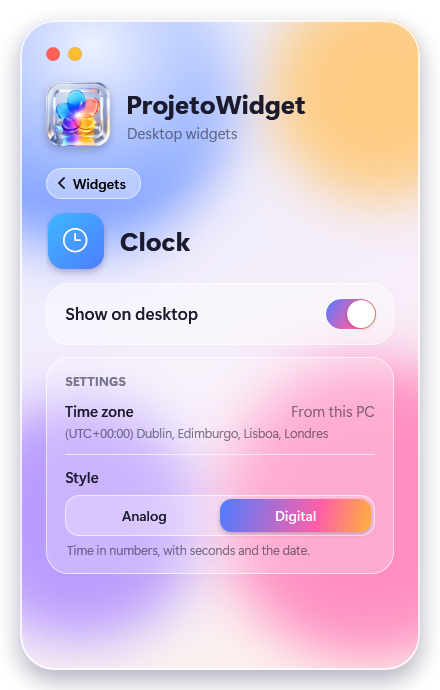 ProjetoWidget
Desktop widgets
Widgets
Clock
Show on desktop
SETTINGS
Time zone From this PC
(UTC+00:00) Dublin, Edimburgo, Lisboa, Londres
Style
Analog Digital
Time in numbers, with seconds and the date.